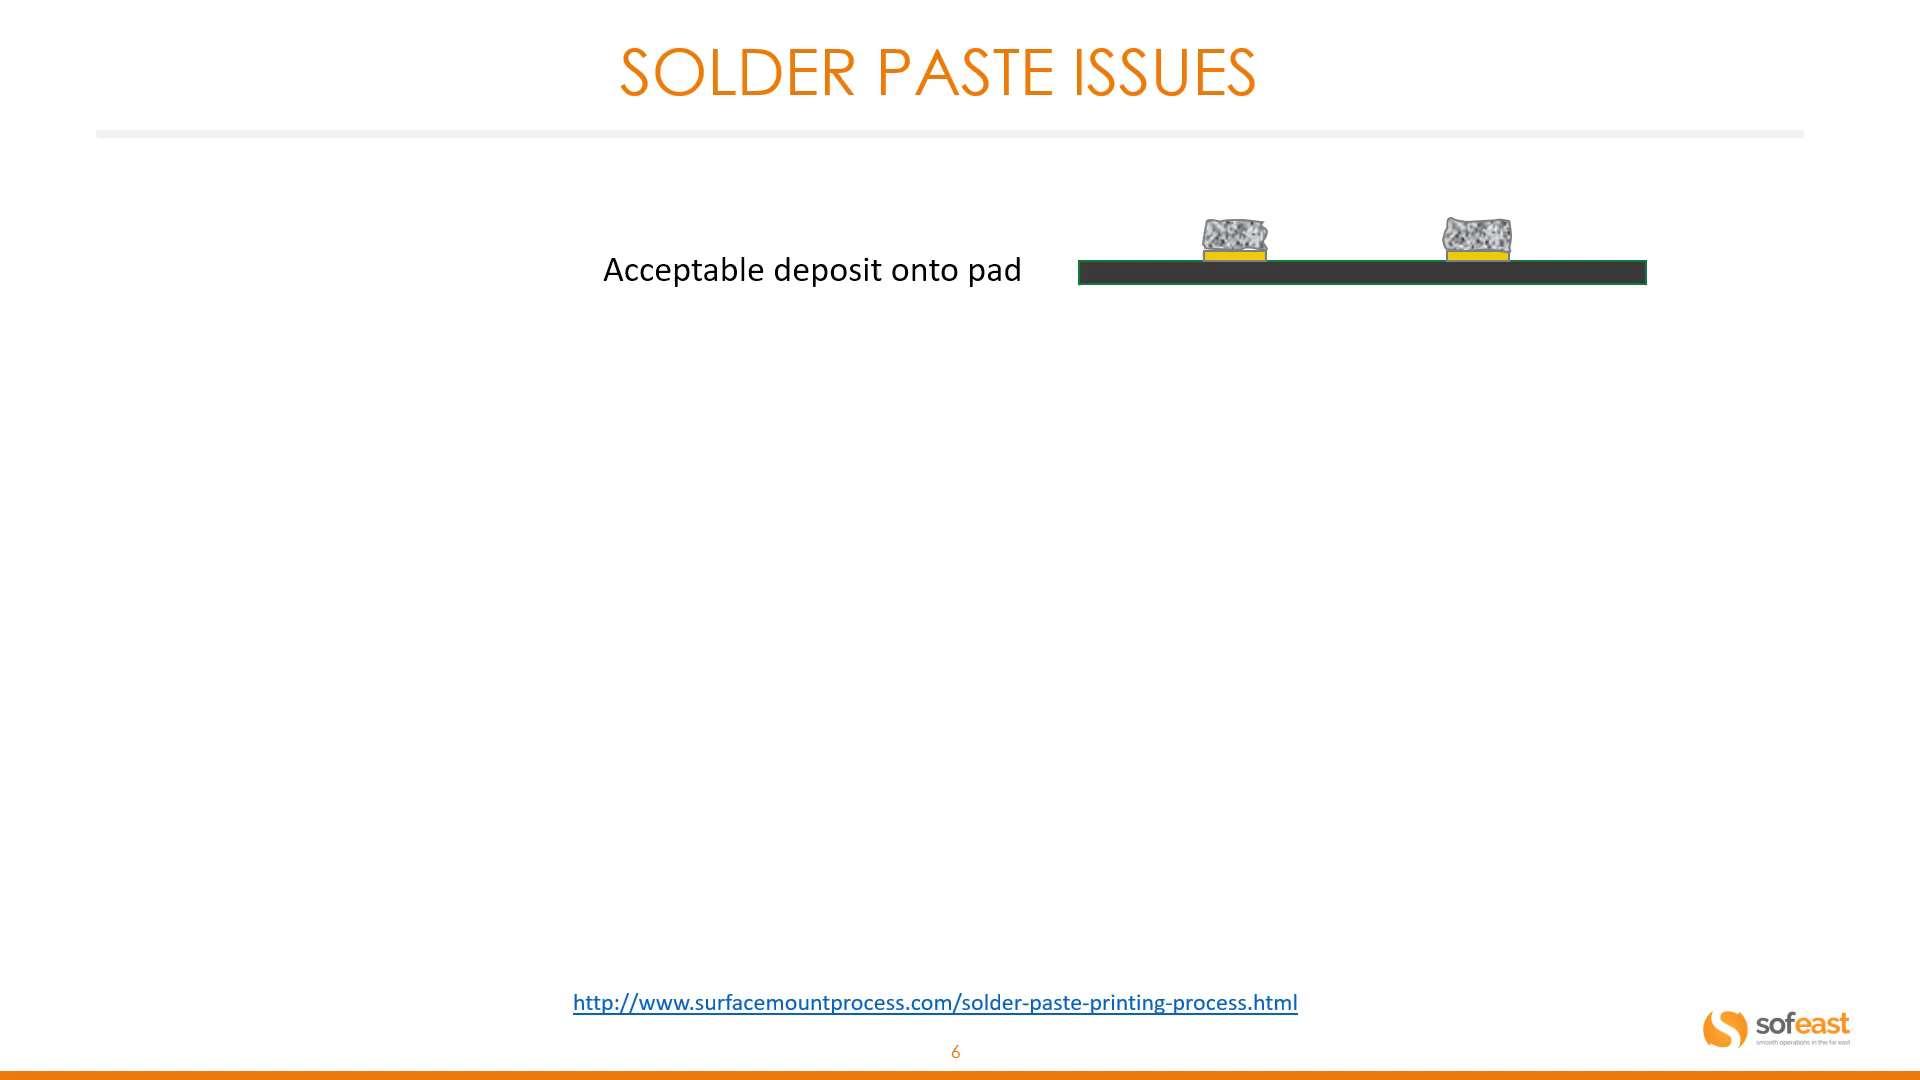 SOLDER PASTE ISSUES
Acceptable deposit onto pad
http://www.surfacemountprocess.com/solder-paste-printing-process.html
sofeast
smooth operations in the far east
6